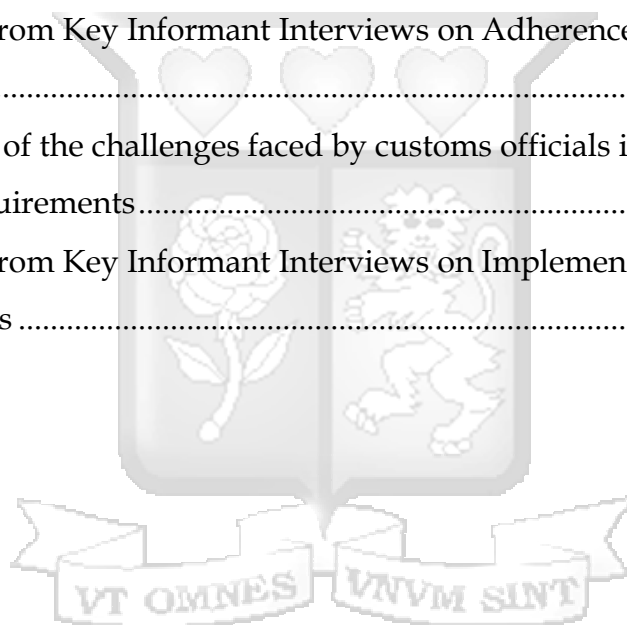 rom Key Informant Interviews on Adherence
................................................................................
of the challenges faced by customs officials i
uirements...............................................................
rom Key Informant Interviews on Implemen
s..............................................................................
VT OMNES VNVM SINT